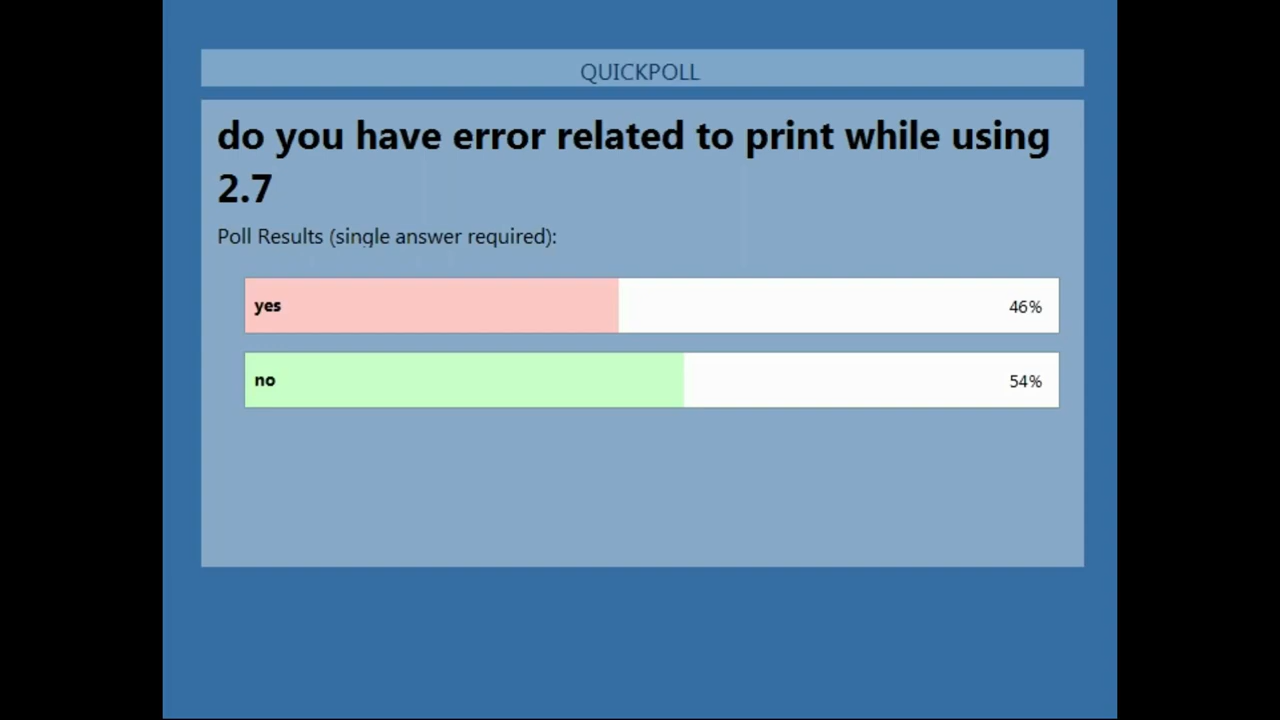 QUICKPOLL
do you have error related to print while using
2.7
Poll Results (single answer required):
yes 46%
no 54%